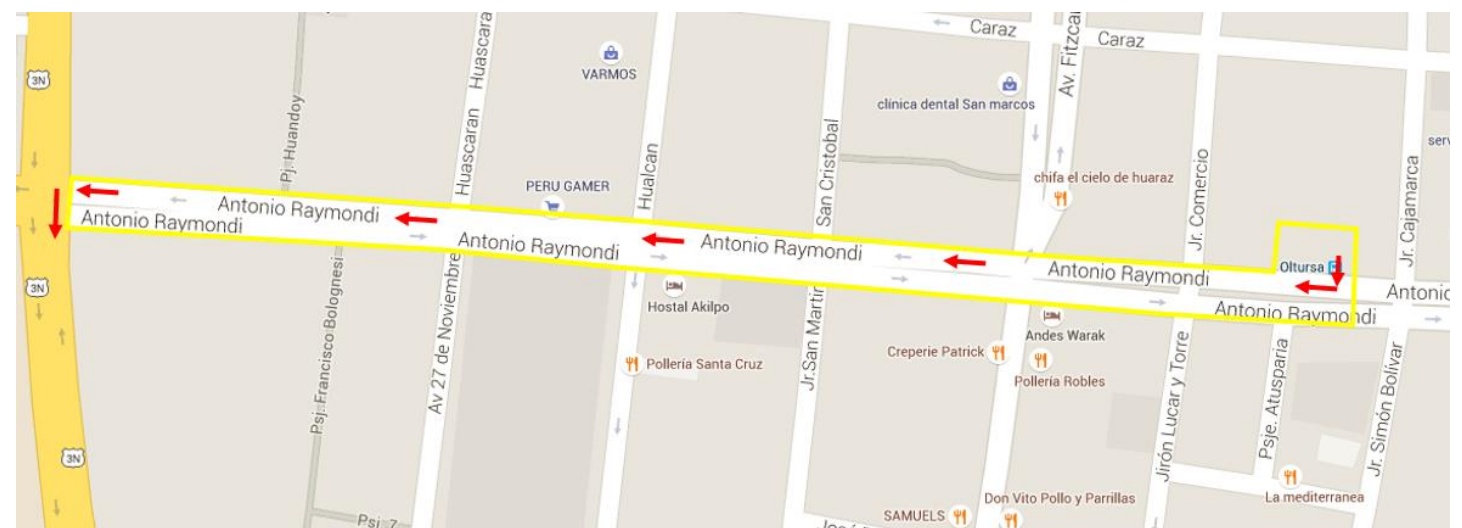 Caraz
Caraz
Av. Fitzcar
Huascara
3N
VARMOS
clínica dental San marcos
serv
Pj. Huandoy
Huascaran
Hualcan
San Cristobal
chifa el cielo de huaraz
Jr. Comercio
Jr. Cajamarca
PERU GAMER
Antonio Raymondi
Antonio Raymondi
Antonio Raymondi
Antonio Raymondi
Antonio Raymondi
Oltursa
Antonio
Antonio Raymondi
3N
Psj. Francisco Bolognesi
Av 27 de Noviembre
Hostal Akilpo
Jr.San Martin
Andes Warak
Creperie Patrick
Pollería Santa Cruz
Pollería Robles
Jirón Lucar y Torre
Psje. Atusparia
Jr. Simón Bolívar
3N
La mediterranea
Don Vito Pollo y Parrillas
SAMUELS
Psj. 7